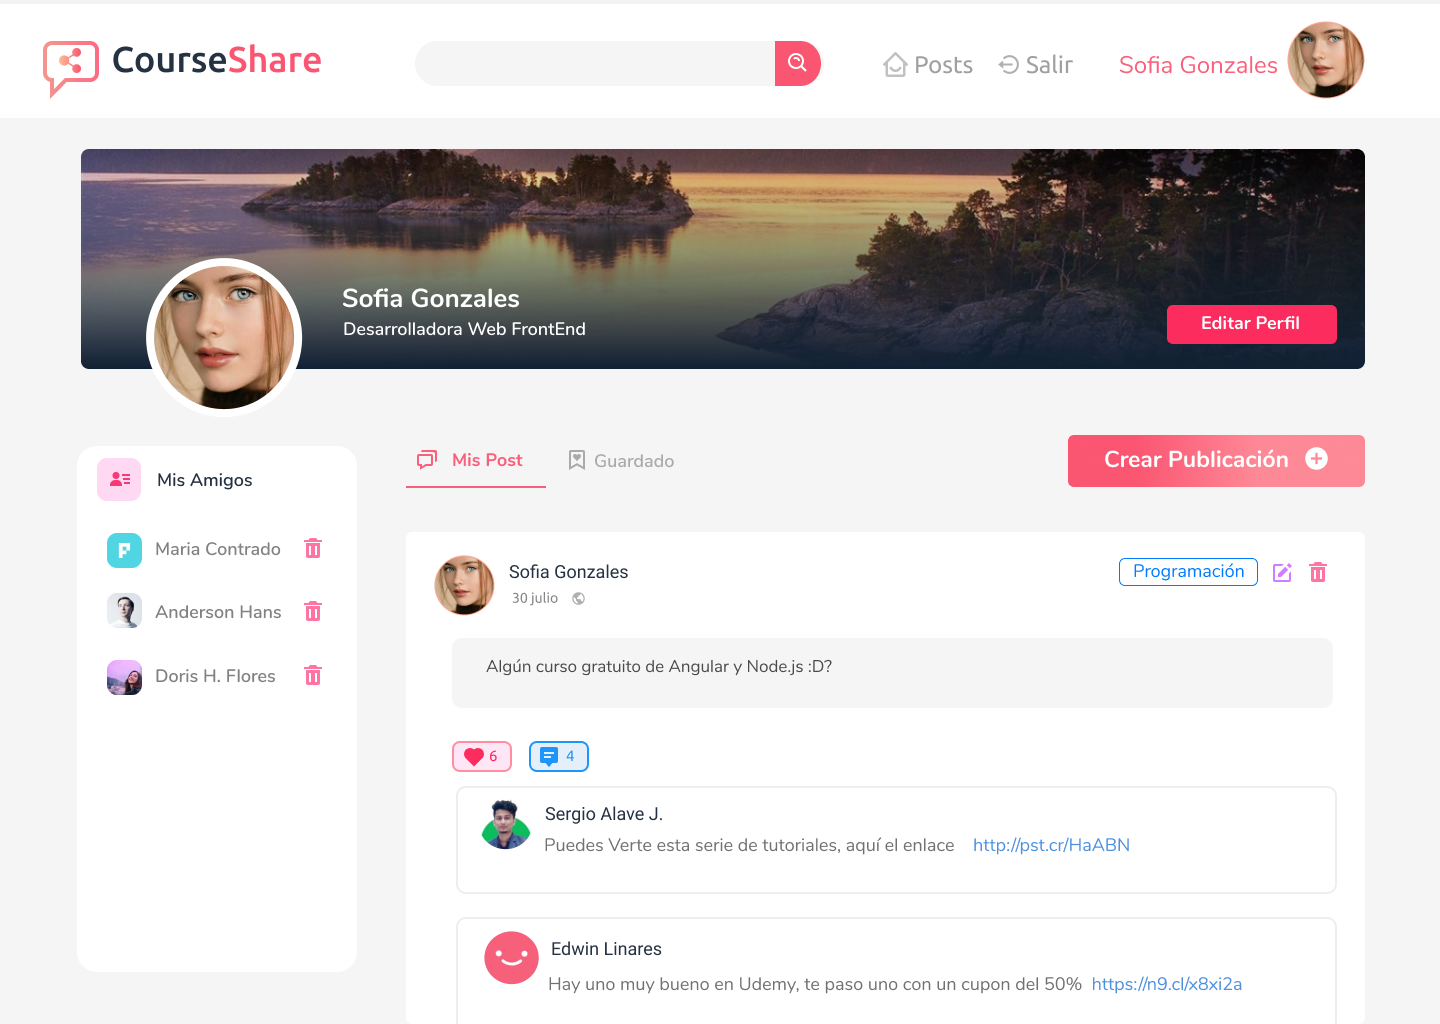 CourseShare
Posts
Salir
Sofia Gonzales
Sofia Gonzales
Desarrolladora Web FrontEnd
Editar Perfil
Mis Amigos
Maria Contrado
Anderson Hans
Doris H. Flores
Mis Post
Guardado
Crear Publicación
Sofia Gonzales
30 julio
Programación
Algún curso gratuito de Angular y Node.js :D?
6
4
Sergio Alave J.
Puedes Verte esta serie de tutoriales, aquí el enlace http://pst.cr/HaABN
Edwin Linares
Hay uno muy bueno en Udemy, te paso uno con un cupon del 50% https://n9.cl/x8xi2a